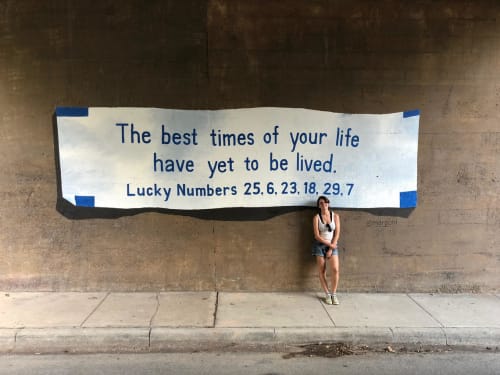 The best times of your life
have yet to be lived.
Lucky Numbers 25, 6, 23, 18, 29, 7